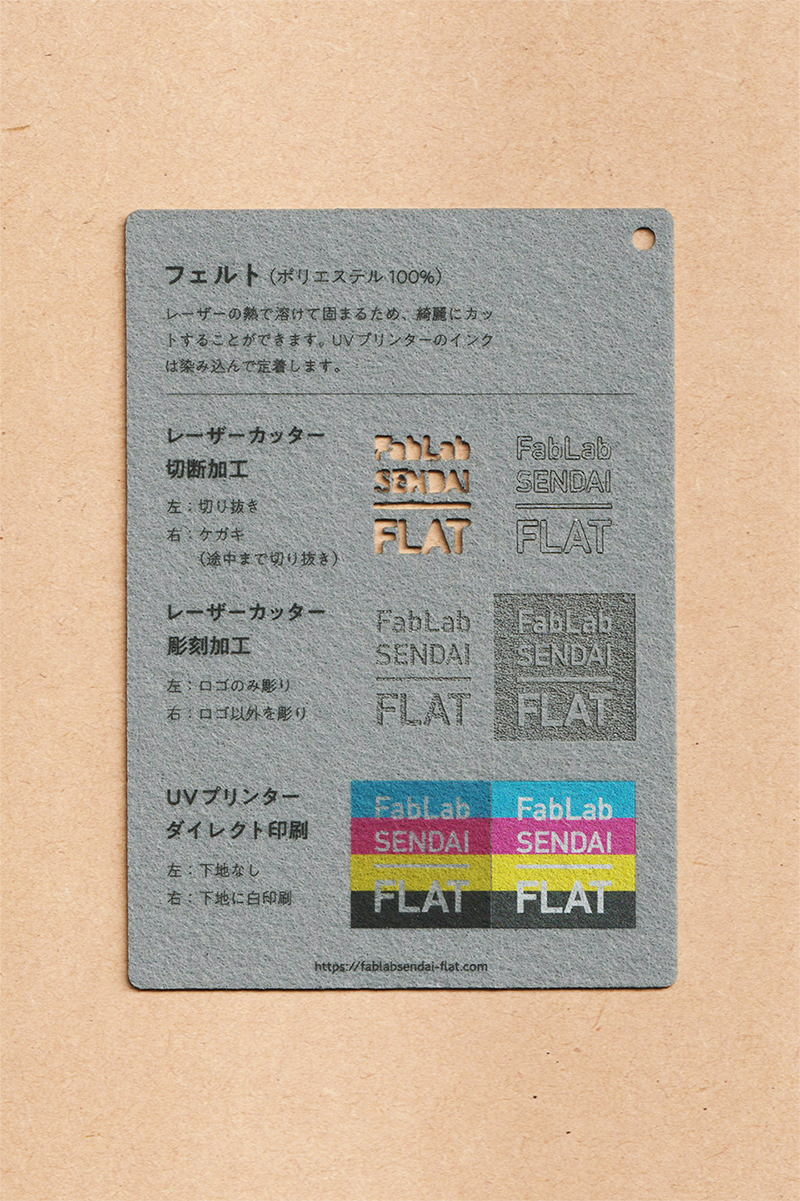 フェルト（ポリエステル 100%）
レーザーの熱で溶けて固まるため、綺麗にカッ
トすることができます。UVプリンターのインク
は染み込んで定着します。
レーザーカッター
切断加工
左：切り抜き
右：ケガキ
（途中まで切り抜き）
FabLab
SENDAI
FLAT
FabLab
SENDAI
FLAT
レーザーカッター
彫刻加工
左：ロゴのみ彫り
右：ロゴ以外を彫り
FabLab
SENDAI
FLAT
FabLab
SENDAI
FLAT
UVプリンター
ダイレクト印刷
左：下地なし
右：下地に白印刷
FabLab
SENDAI
FLAT
FabLab
SENDAI
FLAT
https://fablabsendai-flat.com